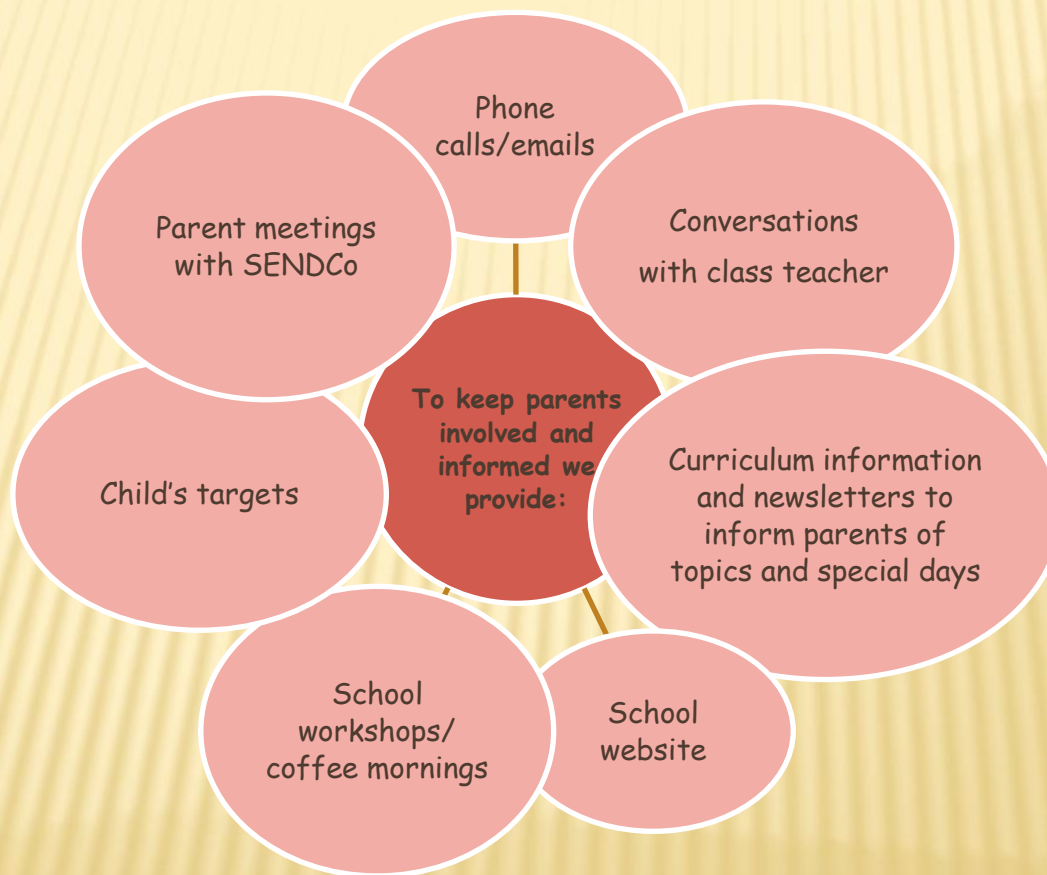 Phone
calls/emails
Parent meetings
with SENDCo
Conversations
with class teacher
To keep parents
involved and
informed we
provide:
Curriculum information
and newsletters to
inform parents of
topics and special days
Child's targets
School
workshops/
coffee mornings
School
website